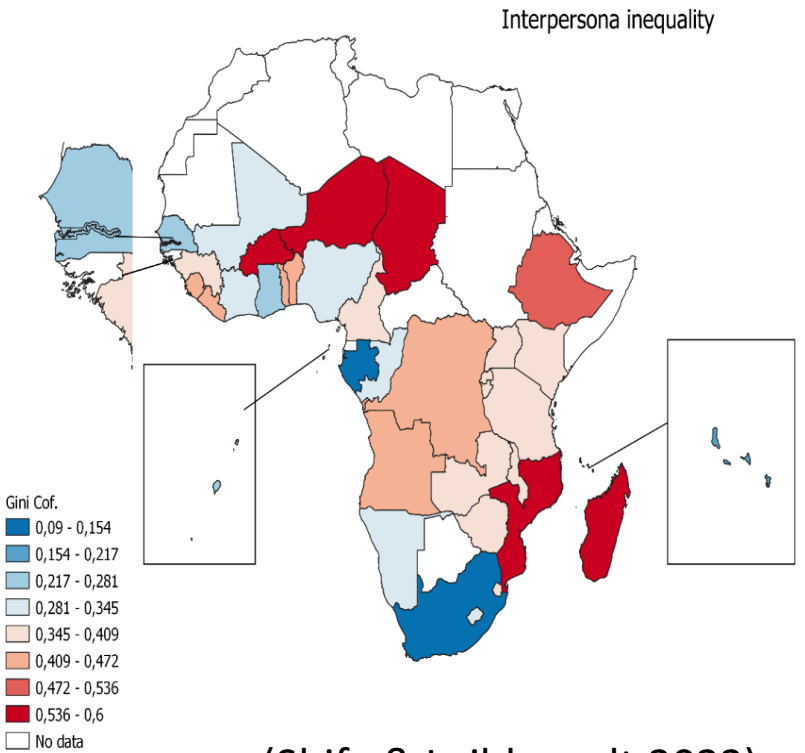 Interpersona inequality
Gini Cof.
0,09 - 0,154
0,154 - 0,217
0,217 - 0,281
0,281 - 0,345
0,345 - 0,409
0,409 - 0,472
0,472 - 0,536
0,536 - 0,6
No data